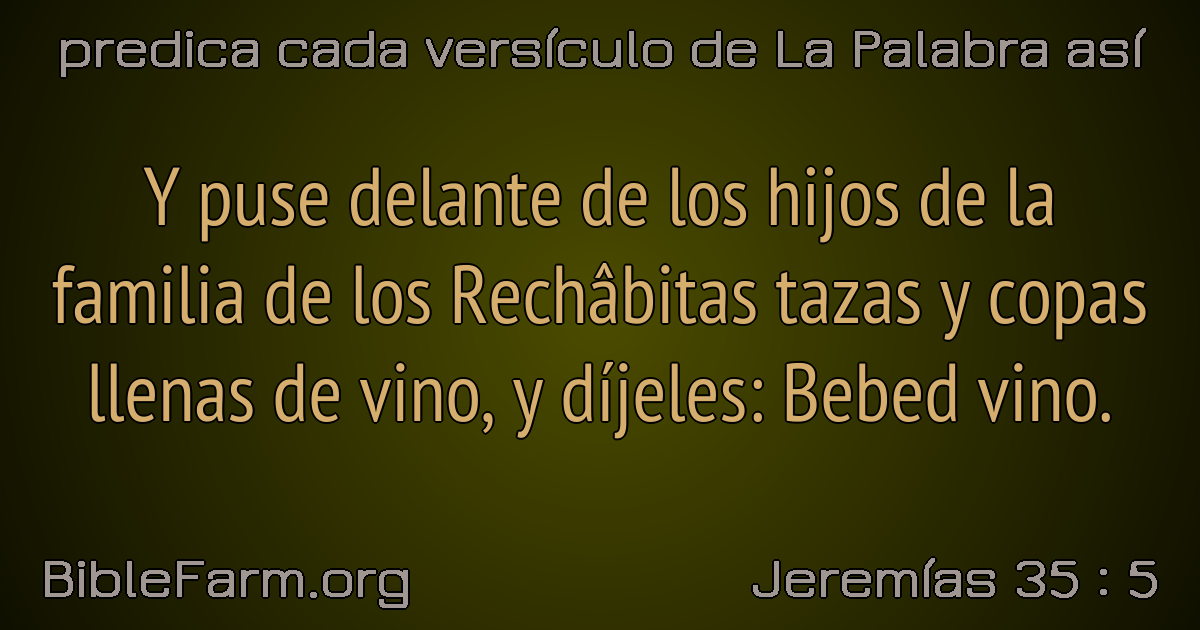 predica cada versículo de La Palabra así
Y puse delante de los hijos de la
familia de los Rechâbitas tazas y copas
llenas de vino, y díjeles: Bebed vino.
BibleFarm.org
Jeremías 35 : 5